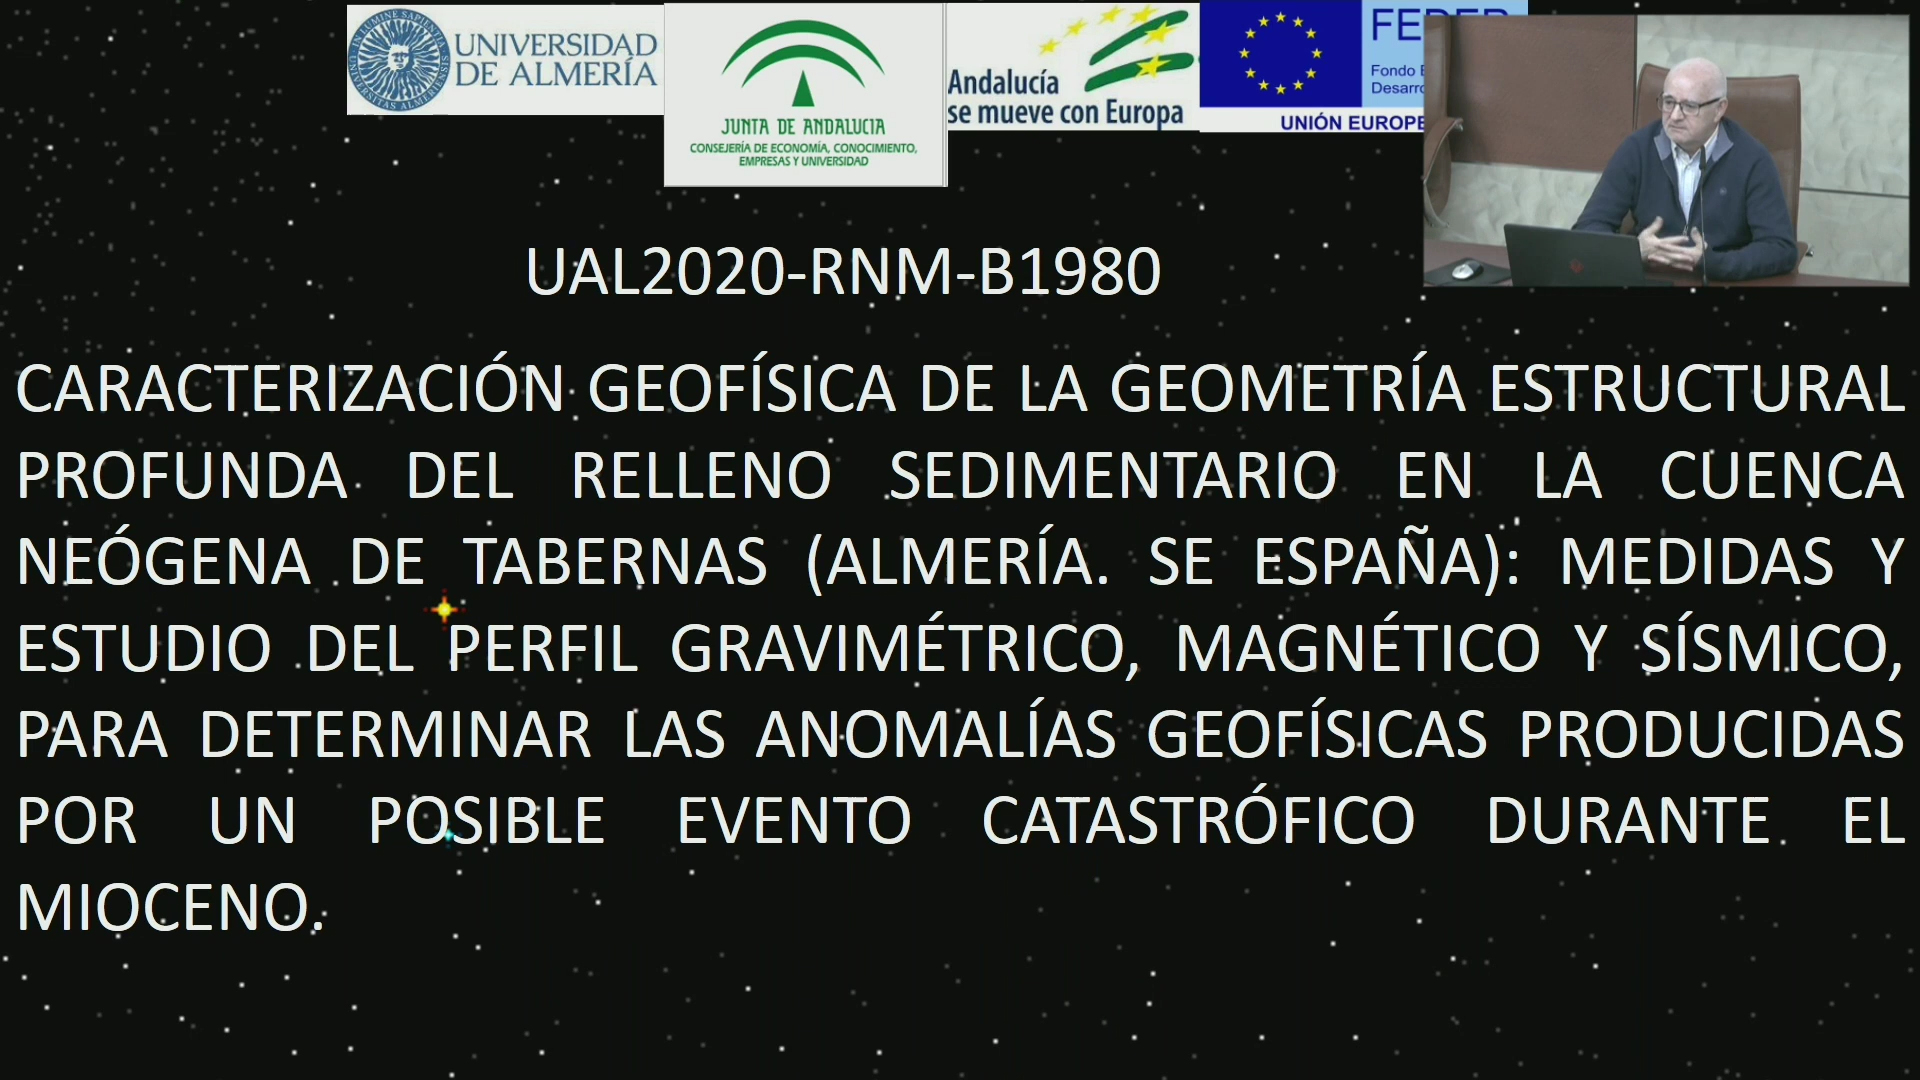 UNIVERSIDAD
DE ALMERÍA
JUNTA DE ANDALUCIA
CONSEJERÍA DE ECONOMÍA, CONOCIMIENTO,
EMPRESAS Y UNIVERSIDAD
Andalucía
se mueve con Europa
Fondo
UAL2020-RNM-B1980
CARACTERIZACIÓN GEOFÍSICA DE LA GEOMETRÍA ESTRUCTURAL
PROFUNDA DEL RELLENO SEDIMENTARIO EN LA CUENCA
NEÓGENA DE TABERNAS (ALMERÍA. SE ESPAÑA): MEDIDAS Y
ESTUDIO DEL PERFIL GRAVIMÉTRICO, MAGNÉTICO Y SÍSMICO,
PARA DETERMINAR LAS ANOMALÍAS GEOFÍSICAS PRODUCIDAS
POR UN POSIBLE EVENTO CATASTRÓFICO DURANTE EL
MIOCENO.
UNIÓN